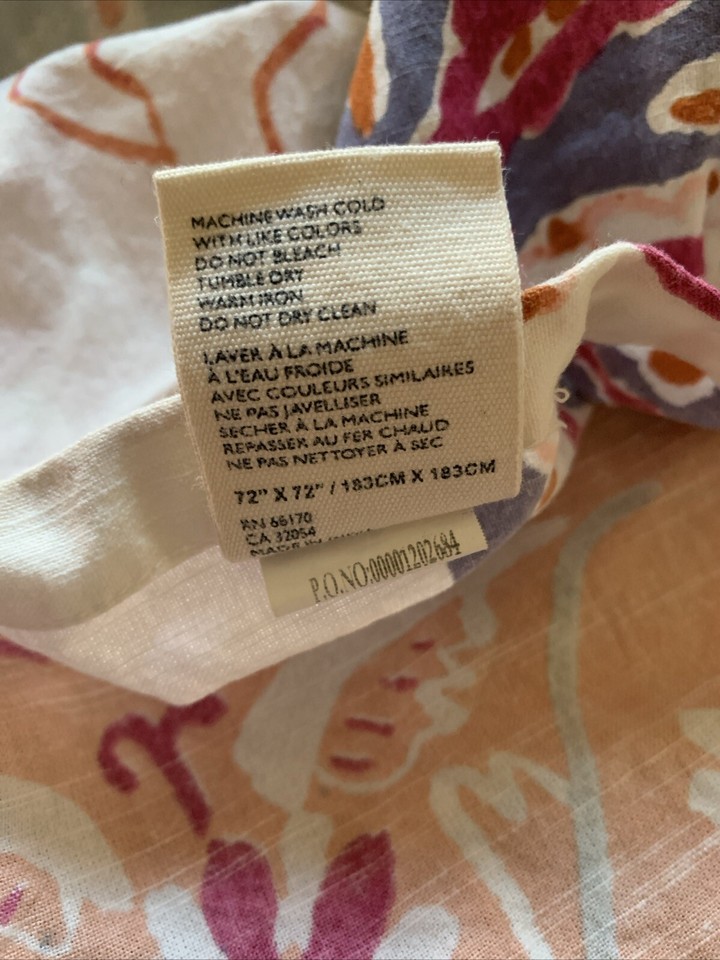 MACHINE WASH COLD
WITH LIKE COLORS
DO NOT BLEACH
TUMBLE DRY
WARM IRON
DO NOT DRY CLEAN
LAVER À LA MACHINE
À L'EAU FROIDE
AVEC COULEURS SIMILAIRES
NE PAS JAVELLISER
SECHER À LA MACHINE
REPASSER AU FER CHAUD
NE PAS NETTOYER À SEC
72" X 72" / 183CM X 183CM
RN 66170
CA 32054
MADE IN
P.O.NO:00001202684